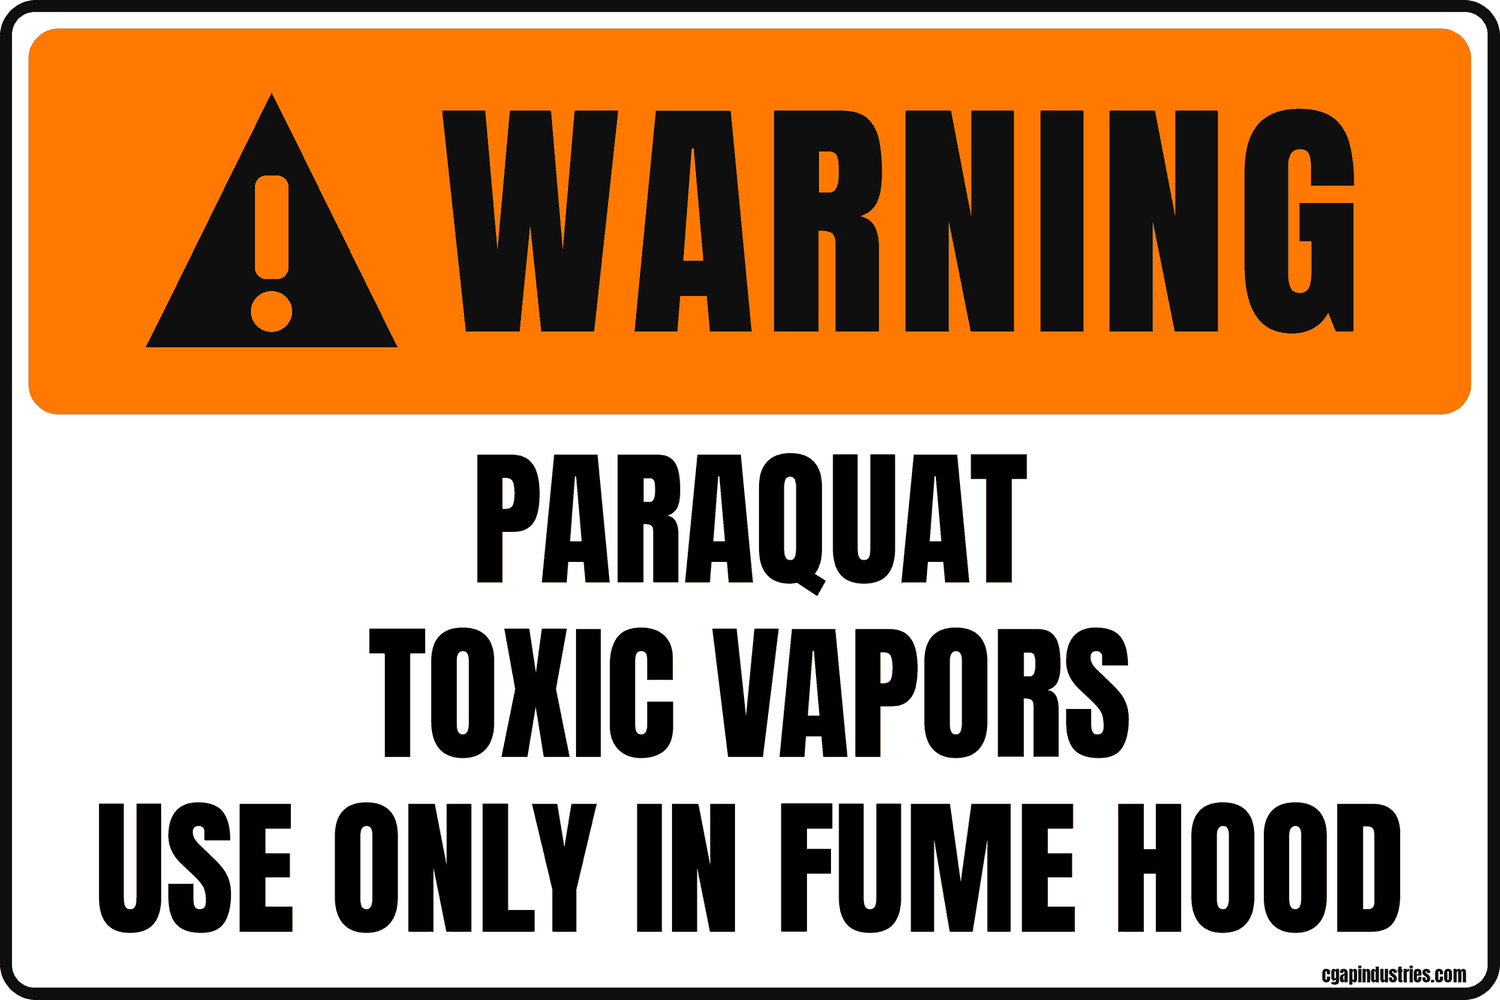 WARNING
PARAQUAT
TOXIC VAPORS
USE ONLY IN FUME HOOD
cgapindustries.com